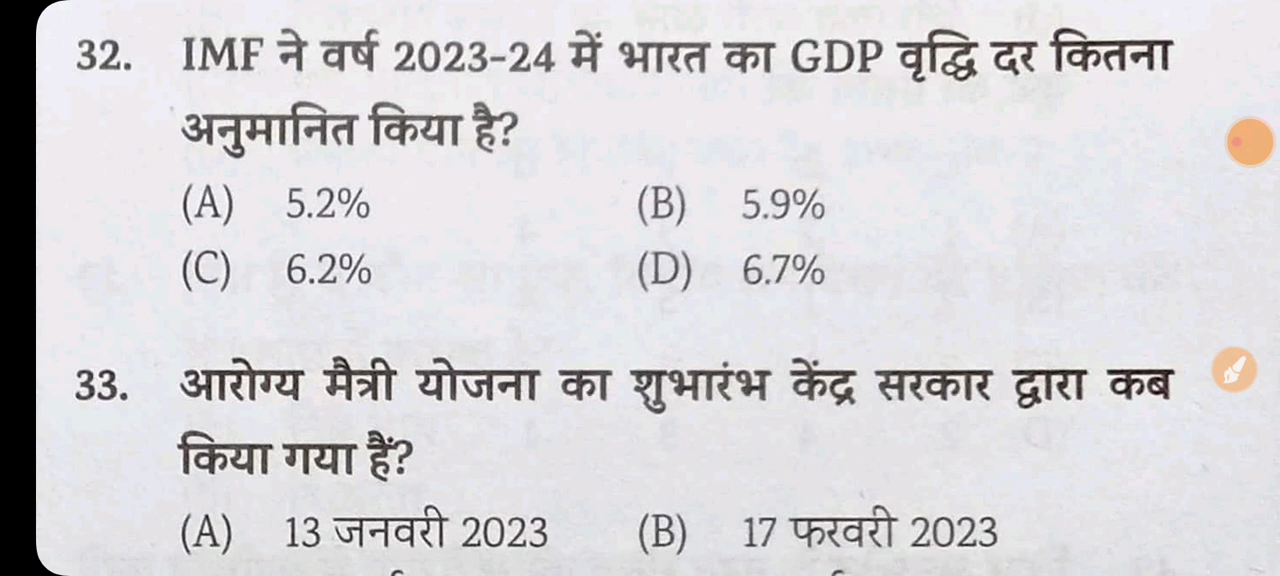 32. IMF ने वर्ष 2023-24 में भारत का GDP वृद्धि दर कितना
अनुमानित किया है?
(A) 5.2% (B) 5.9%
(C) 6.2% (D) 6.7%
33. आरोग्य मैत्री योजना का शुभारंभ केंद्र सरकार द्वारा कब
किया गया हैं?
(A) 13 जनवरी 2023 (B) 17 फरवरी 2023